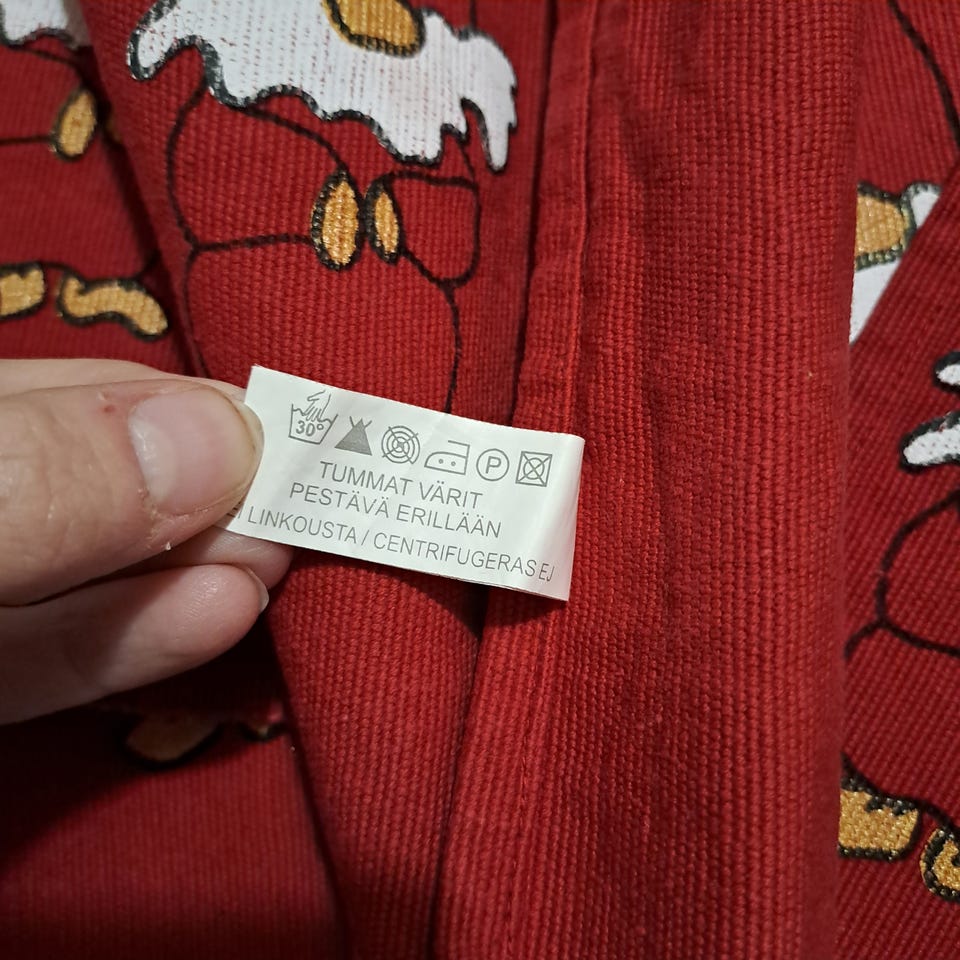 30°
P
TUMMAT VÄRIT
PESTÄVÄ ERILLÄÄN
LINKOUSTA / CENTRIFUGERAS EJ